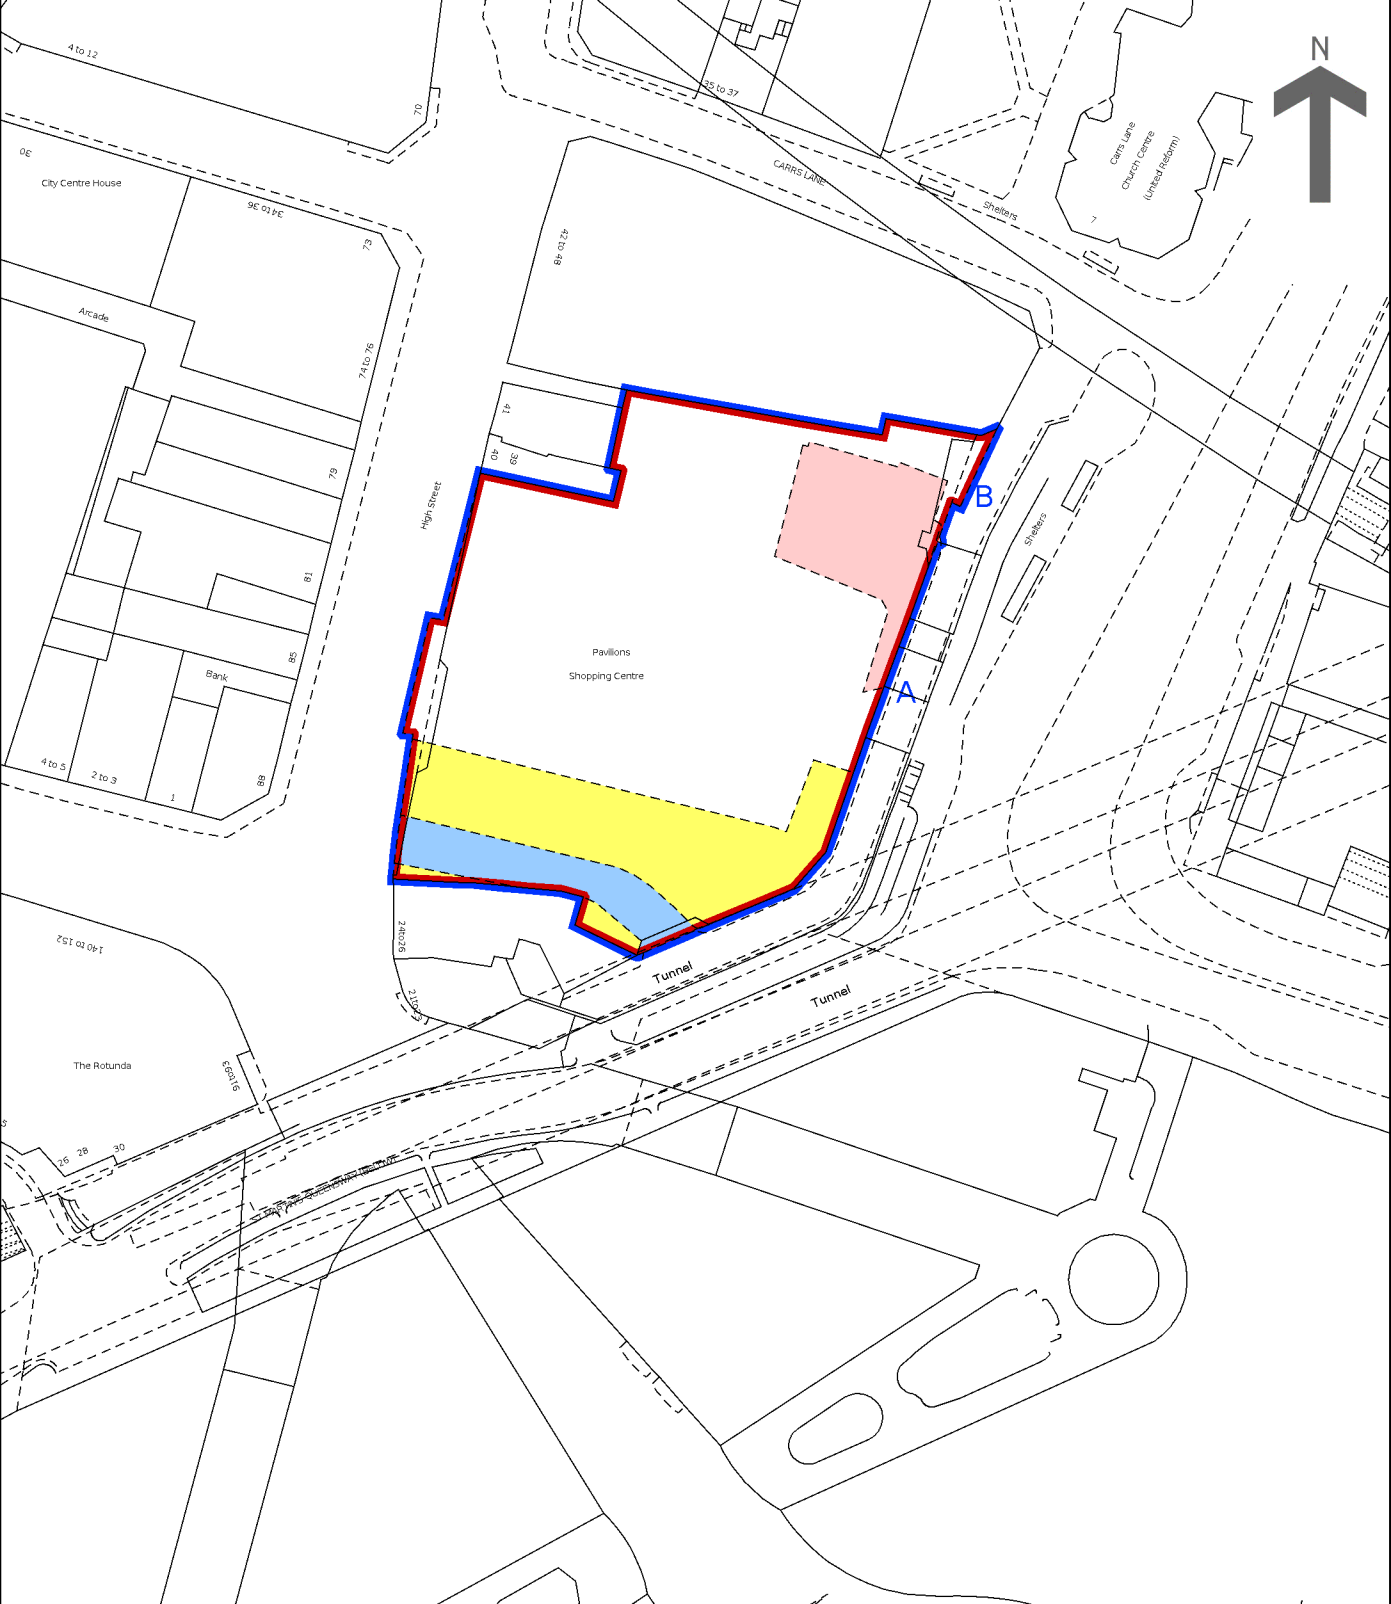 4 to 12
70
35 to 37
N
Carrs Lane
Church Centre
(United Reform)
7
30
City Centre House
34 to 36
73
CARRS LANE
Shelters
42 to 48
Arcade
74 to 76
41
40
39
79
High Street
B
Shelters
81
85
Bank
Pavilions
Shopping Centre
A
4 to 5
2 to 3
1
88
140 to 152
24to26
Tunnel
Tunnel
21to23
The Rotunda
91to93
26
28
30